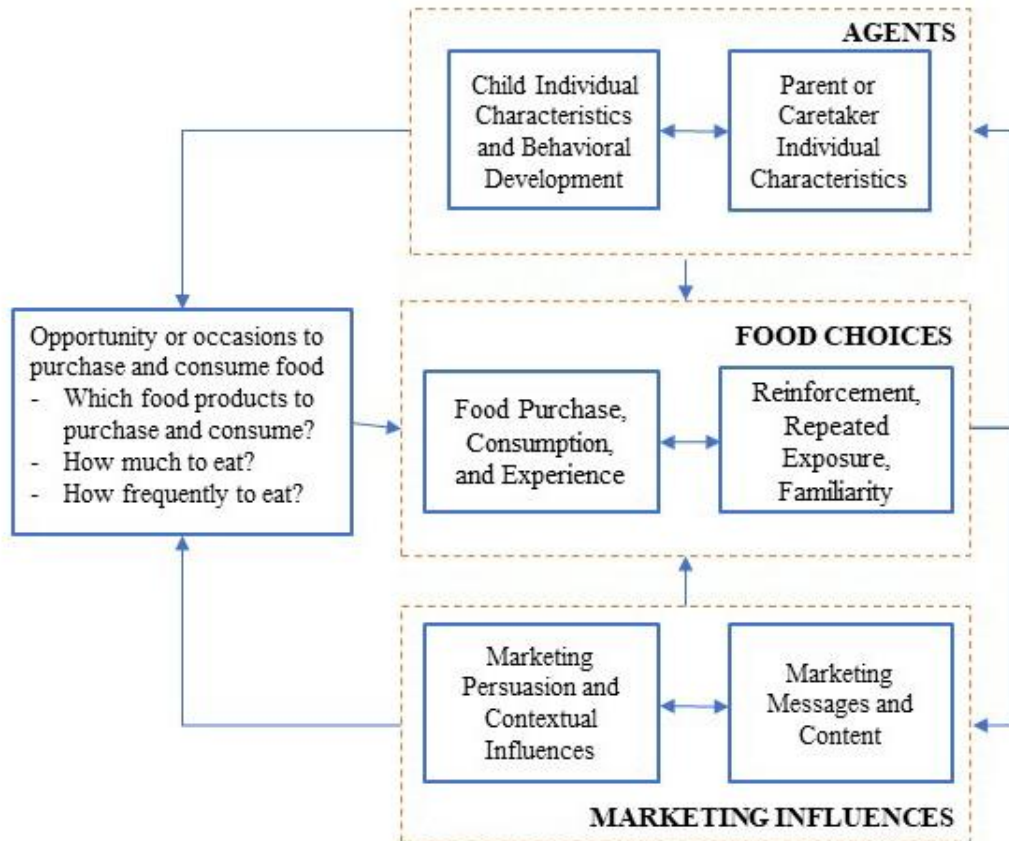 AGENTS
Child Individual
Characteristics
and Behavioral
Development
Parent or
Caretaker
Individual
Characteristics
Opportunity or occasions to
purchase and consume food
- Which food products to
purchase and consume?
- How much to eat?
- How frequently to eat?
FOOD CHOICES
Food Purchase,
Consumption,
and Experience
Reinforcement,
Repeated
Exposure,
Familiarity
Marketing
Persuasion and
Contextual
Influences
Marketing
Messages and
Content
MARKETING INFLUENCES